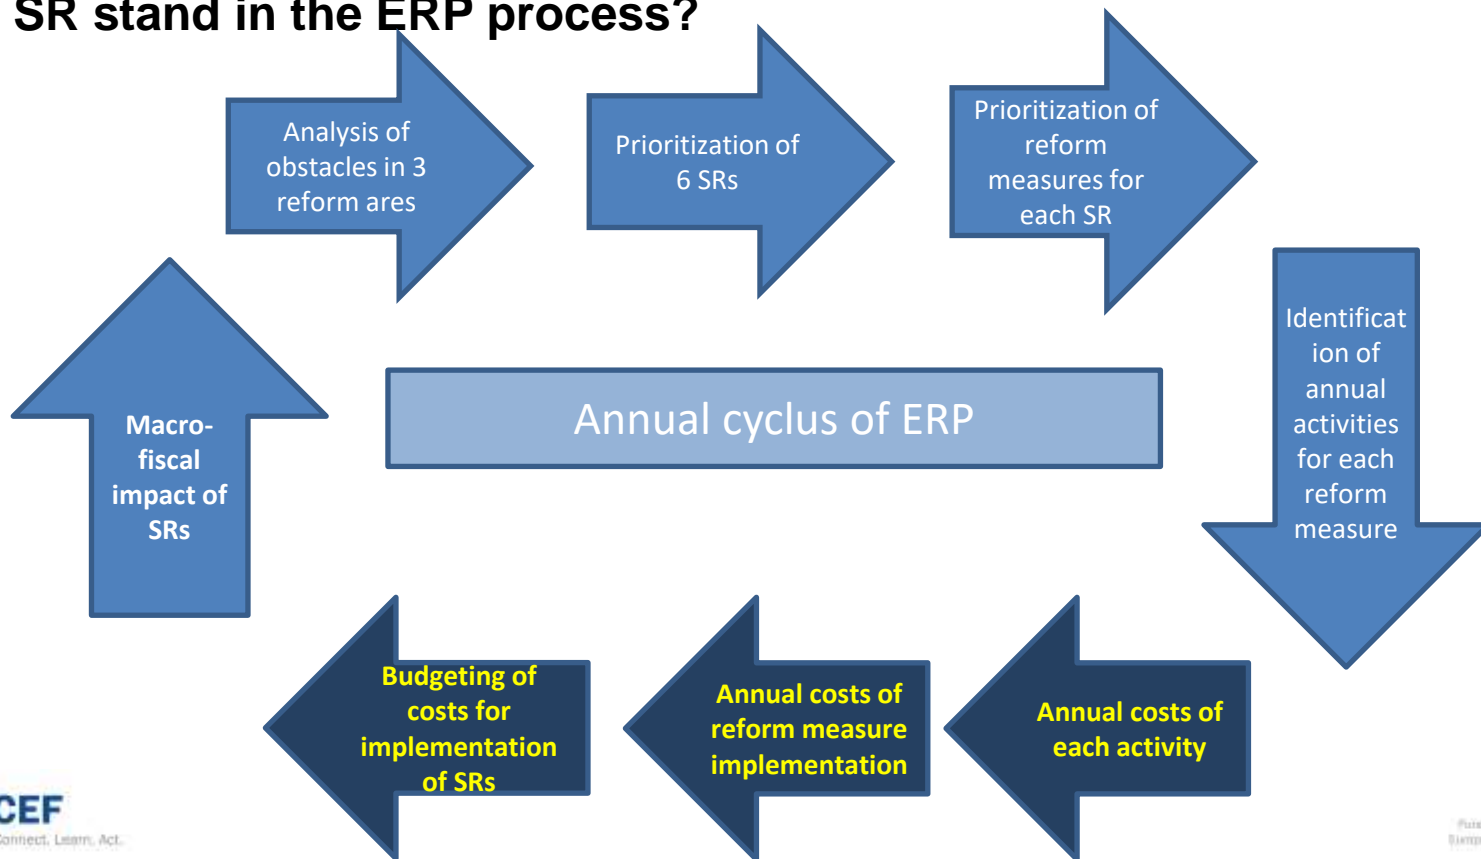 SR stand in the ERP process?
Analysis of
obstacles in 3
reform ares
Prioritization of
6 SRs
Prioritization of
reform
measures for
each SR
Identificat
ion of
annual
activities
for each
reform
measure
Annual cyclus of ERP
Macro-
fiscal
impact of
SRs
Budgeting of
costs for
implementation
of SRs
Annual costs of
reform measure
implementation
Annual costs of
each activity
CEF
Connect. Learn. Act.